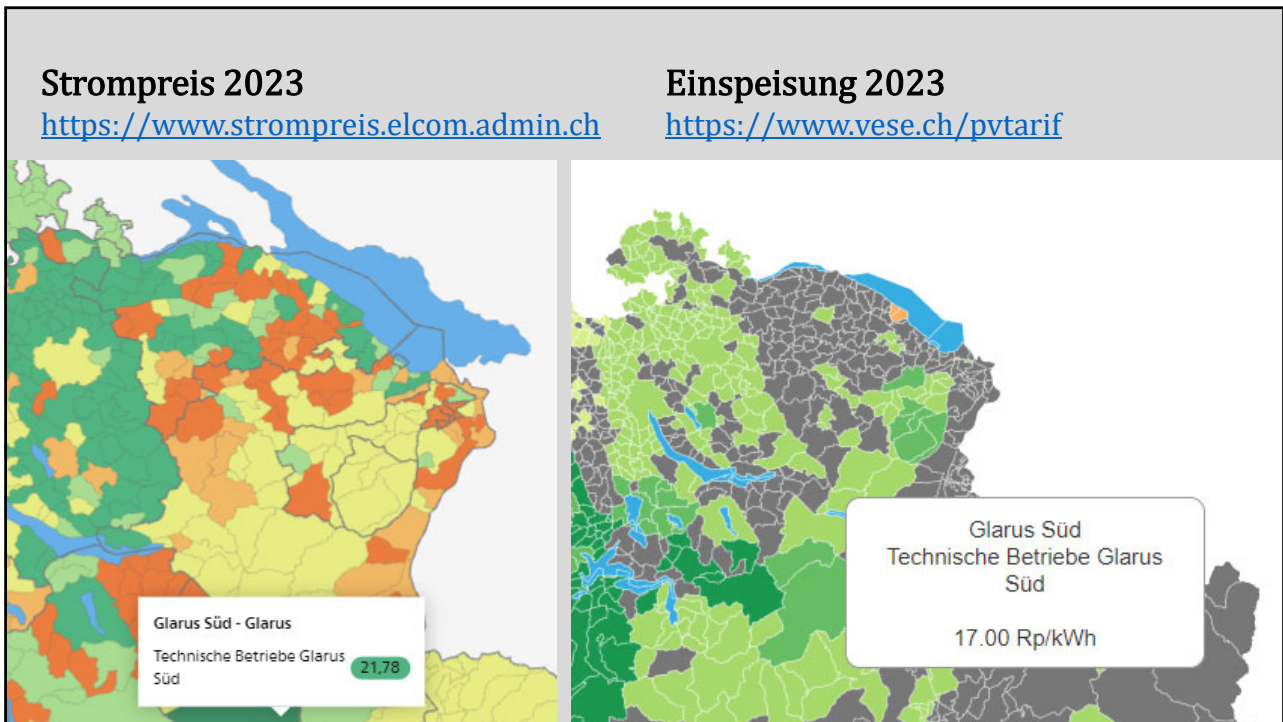 Strompreis 2023
https://www.strompreis.elcom.admin.ch
Einspeisung 2023
https://www.vese.ch/pvtarif
Glarus Süd - Glarus
Technische Betriebe Glarus
Süd
21,78
Glarus Süd
Technische Betriebe Glarus
Süd
17.00 Rp/kWh